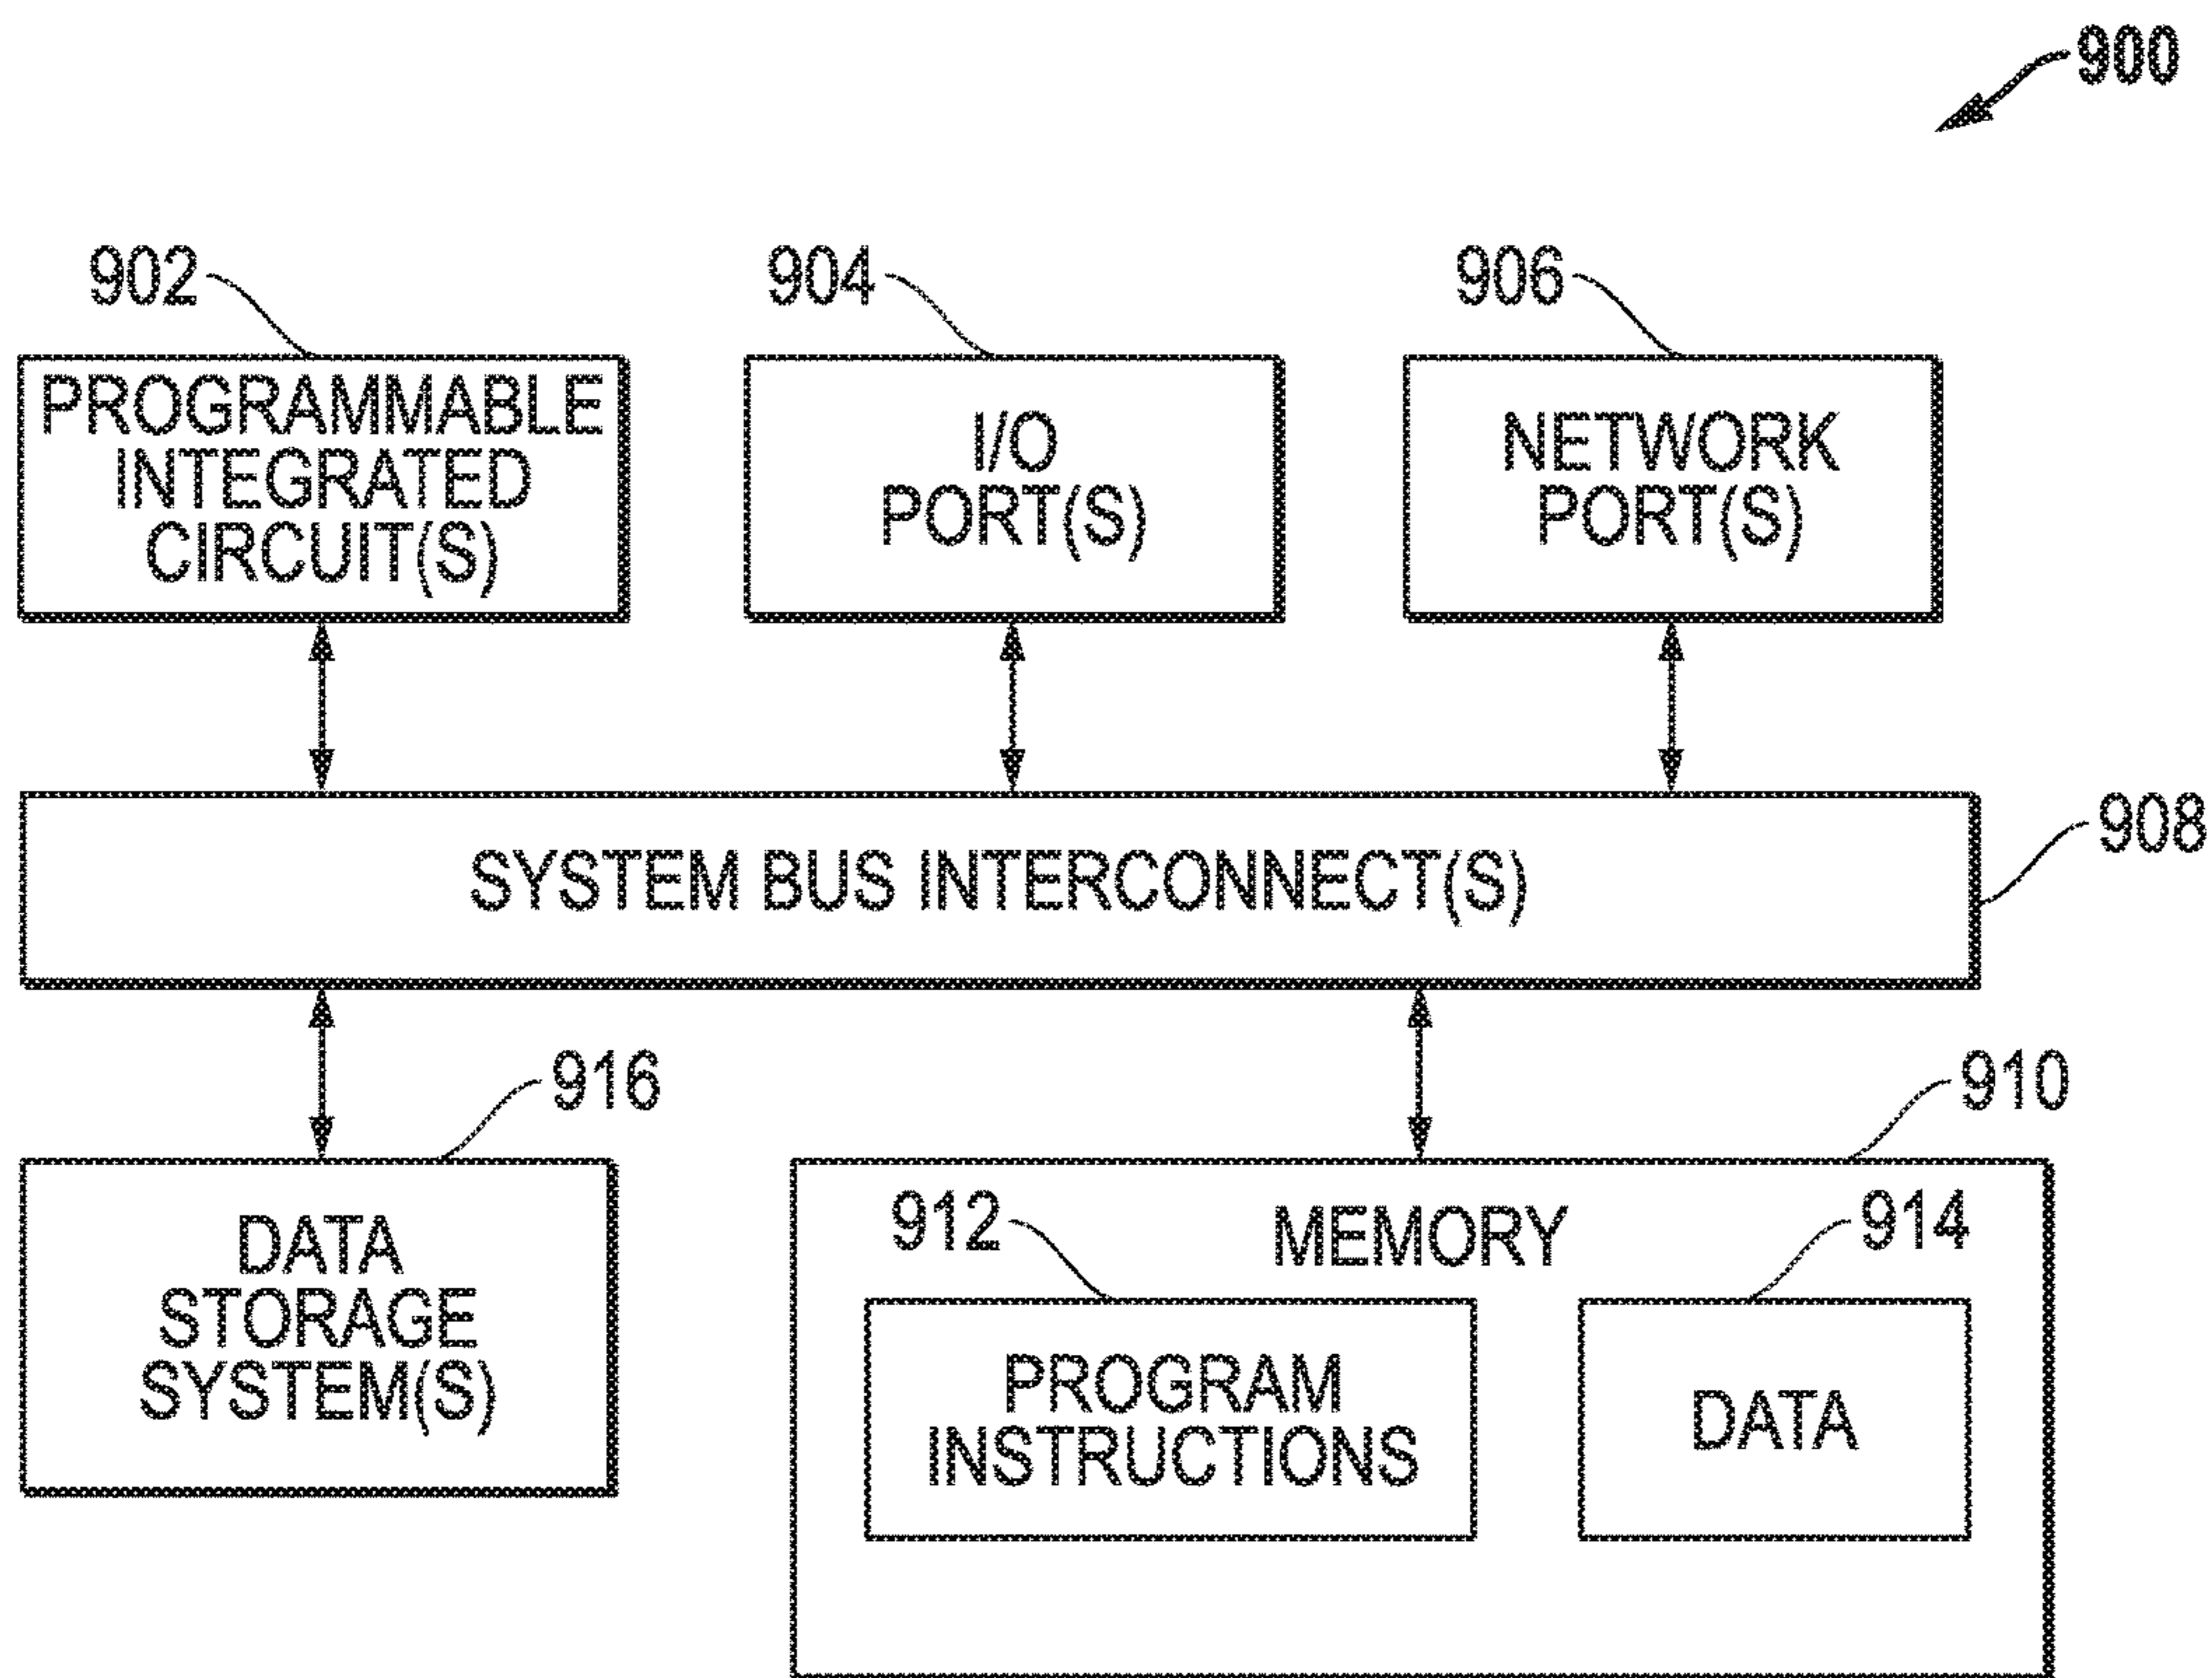 900
902
904
906
PROGRAMMABLE
INTEGRATED
CIRCUIT(S)
I/O
PORT(S)
NETWORK
PORT(S)
SYSTEM BUS INTERCONNECT(S)
908
916
910
DATA
STORAGE
SYSTEM(S)
912
MEMORY
914
PROGRAM
INSTRUCTIONS
DATA